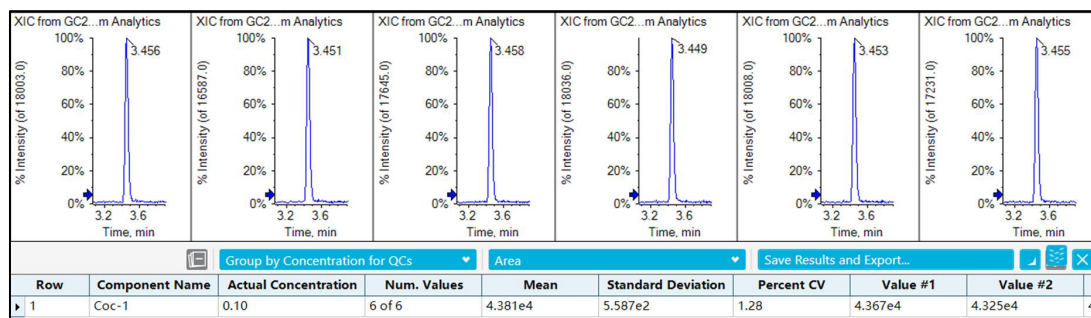 XIC from GC2...m Analytics
100%
80%
60%
40%
20%
0%
% Intensity (of 18003.0)
3.456
3.2 3.6
Time, min
XIC from GC2...m Analytics
100%
80%
60%
40%
20%
0%
% Intensity (of 16587.0)
3.451
3.2 3.6
Time, min
XIC from GC2...m Analytics
100%
80%
60%
40%
20%
0%
% Intensity (of 17645.0)
3.458
3.2 3.6
Time, min
XIC from GC2...m Analytics
100%
80%
60%
40%
20%
0%
% Intensity (of 18036.0)
3.449
3.2 3.6
Time, min
XIC from GC2...m Analytics
100%
80%
60%
40%
20%
0%
% Intensity (of 18008.0)
3.453
3.2 3.6
Time, min
XIC from GC2...m Analytics
100%
80%
60%
40%
20%
0%
% Intensity (of 17231.0)
3.455
3.2 3.6
Time, min
Group by Concentration for QCs Area Save Results and Export...
Row Component Name Actual Concentration Num. Values Mean Standard Deviation Percent CV Value #1 Value #2
1 Coc-1 0.10 6 of 6 4.381e4 5.587e2 1.28 4.367e4 4.325e4